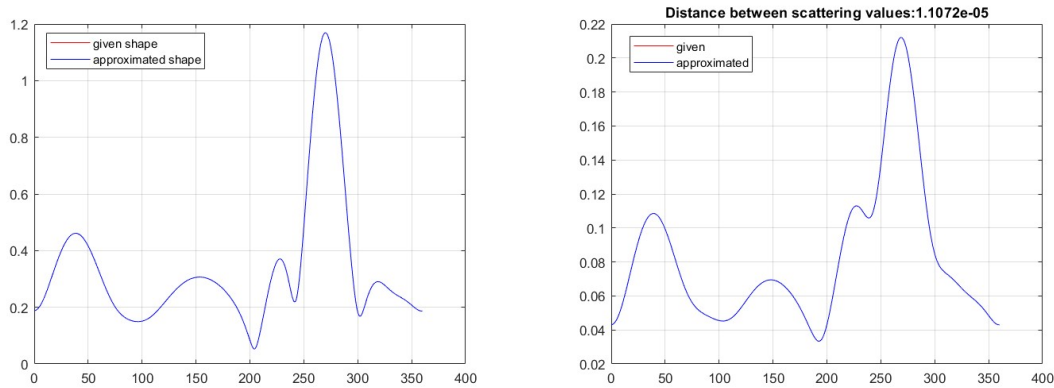 1.2
1
0.8
0.6
0.4
0.2
0
0 50 100 150 200 250 300 350 400
given shape
approximated shape
Distance between scattering values:1.1072e-05
0.22
0.2
0.18
0.16
0.14
0.12
0.1
0.08
0.06
0.04
0.02
0 50 100 150 200 250 300 350 400
given
approximated